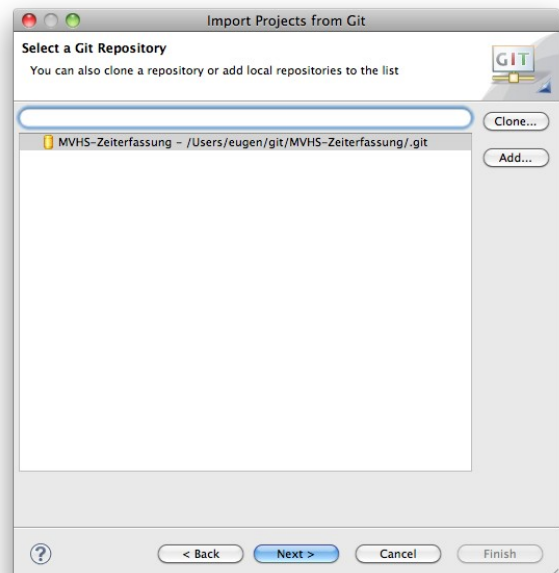 Import Projects from Git
Select a Git Repository
You can also clone a repository or add local repositories to the list
GIT
Clone...
MVHS-Zeiterfassung - /Users/eugen/git/MVHS-Zeiterfassung/.git
Add...
?
< Back
Next >
Cancel
Finish